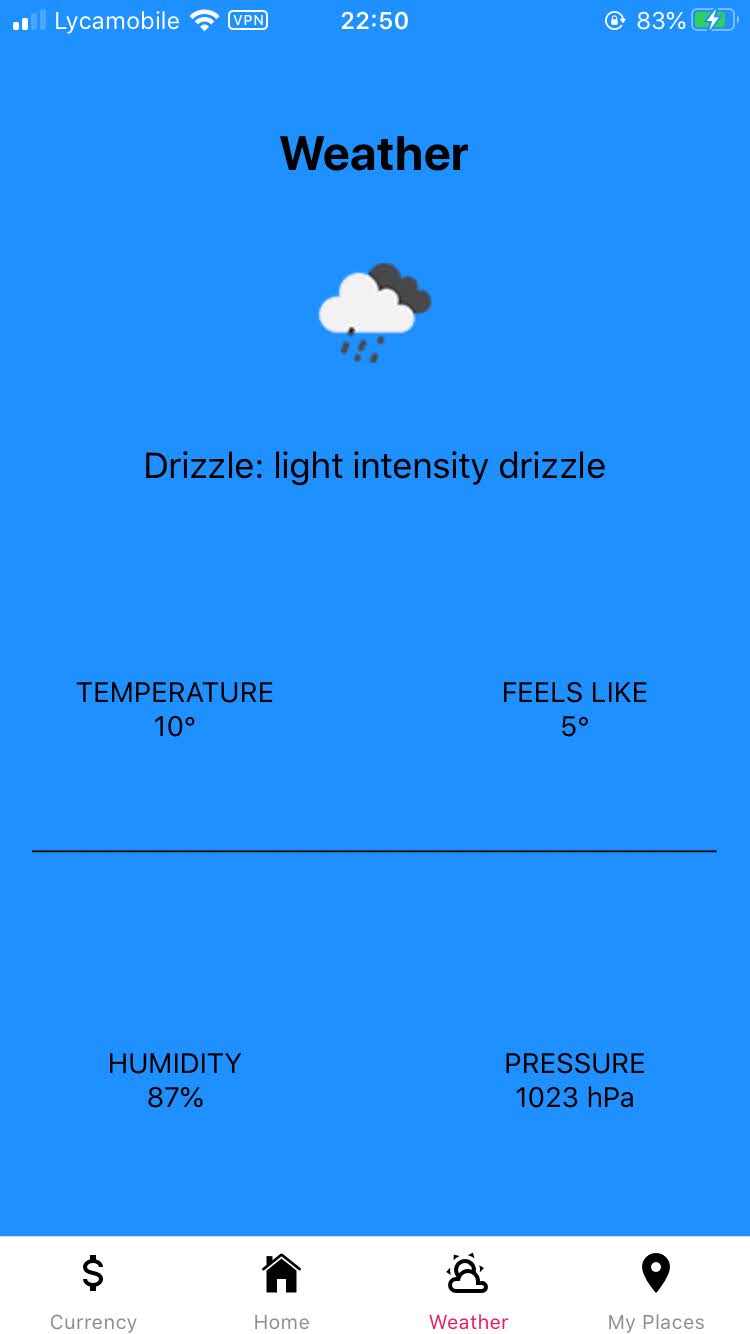 Lycamobile VPN 22:50 83%
Weather
Drizzle: light intensity drizzle
TEMPERATURE FEELS LIKE
10° 5°
HUMIDITY PRESSURE
87% 1023 hPa
Currency Home Weather My Places